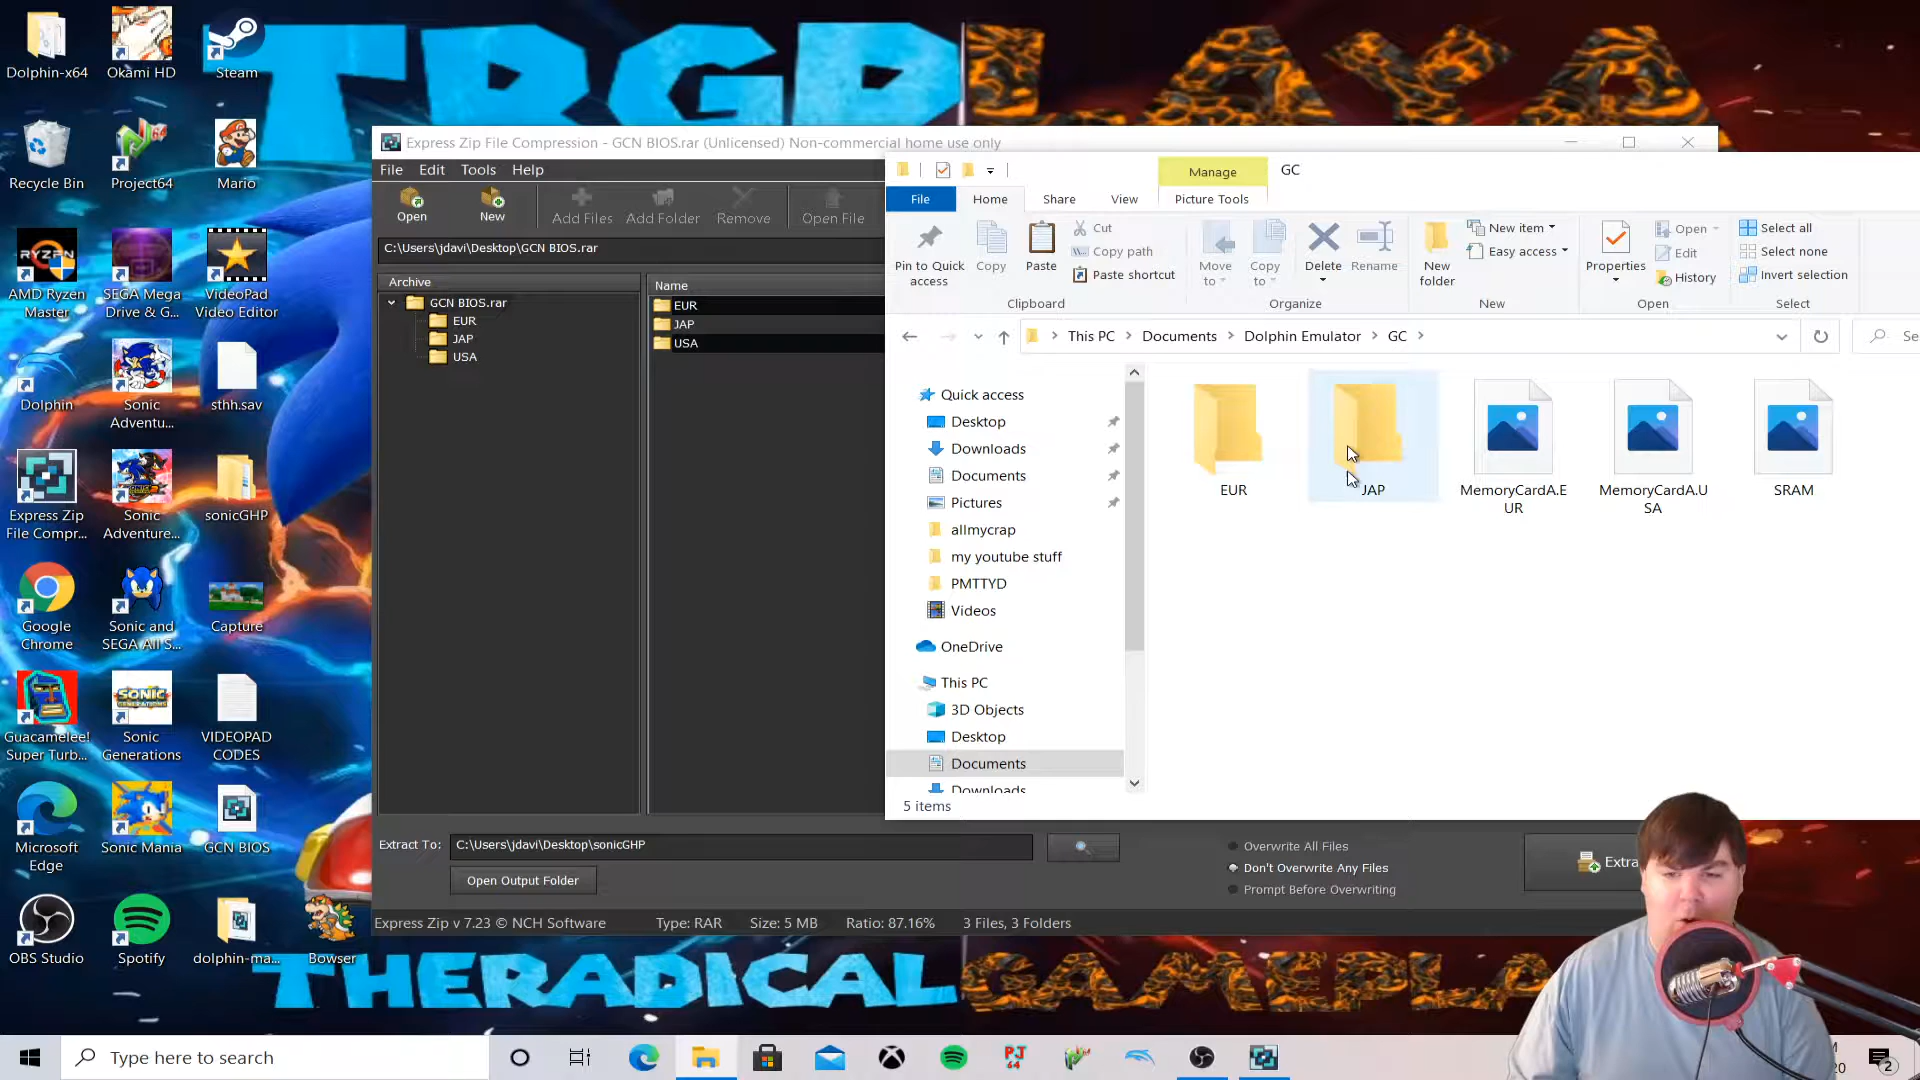 TRGPLAYA
Dolphin-x64
Okami HD
Steam
Recycle Bin
Project64
Mario
AMD Ryzen
Master
SEGA Mega
Drive & G...
VideoPad
Video Editor
Dolphin
Sonic
Adventu...
sthh.sav
Express Zip
File Compr...
Sonic
Adventure...
sonicGHP
Google
Chrome
Sonic and
SEGA All S...
Capture
Guacamelee!
Super Turb...
Sonic
Generations
VIDEOPAD
CODES
Microsoft
Edge
Sonic Mania
GCN BIOS
OBS Studio
Spotify
dolphin-ma...
Bowser
Express Zip File Compression - GCN BIOS.rar (Unlicensed) Non-commercial home use only
File Edit Tools Help
Open
New
Add Files
Add Folder
Remove
Open File
C:\Users\jdavi\Desktop\GCN BIOS.rar
Archive
GCN BIOS.rar
EUR
JAP
USA
Name
EUR
JAP
USA
Extract To:
C:\Users\jdavi\Desktop\sonicGHP
Open Output Folder
Overwrite All Files
Don't Overwrite Any Files
Prompt Before Overwriting
Extra
Express Zip v 7.23 © NCH Software
Type: RAR
Size: 5 MB
Ratio: 87.16%
3 Files, 3 Folders
Manage
GC
File
Home
Share
View
Picture Tools
Pin to Quick
access
Copy
Paste
Cut
Copy path
Paste shortcut
Clipboard
Move
to
Copy
to
Delete
Rename
Organize
New
folder
New item
Easy access
New
Properties
Open
Edit
History
Open
Select all
Select none
Invert selection
Select
This PC
Documents
Dolphin Emulator
GC
Se
Quick access
Desktop
Downloads
Documents
Pictures
allmycrap
my youtube stuff
PMTTYD
Videos
OneDrive
This PC
3D Objects
Desktop
Documents
Downloads
EUR
JAP
MemoryCardA.E
UR
MemoryCardA.U
SA
SRAM
5 items
THERADICALGAMEPLA
Type here to search
2